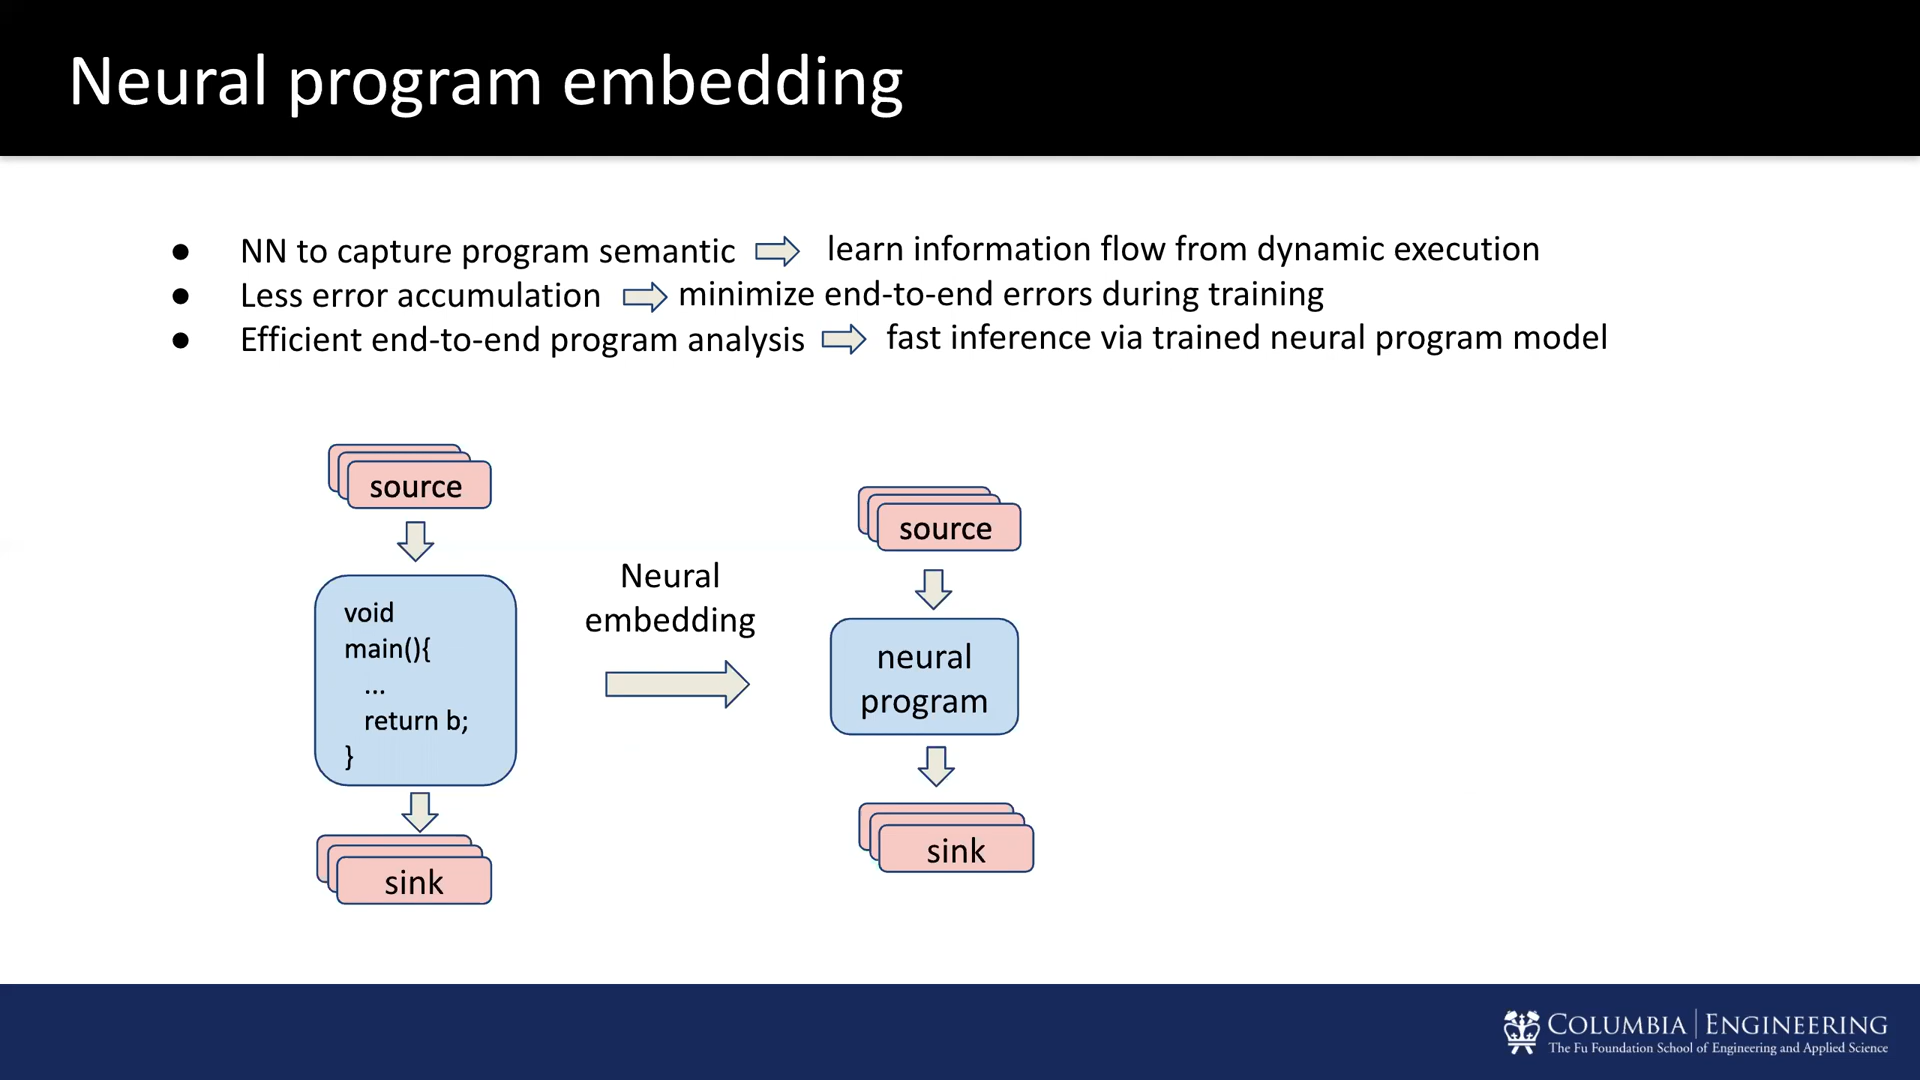 Neural program embedding
● NN to capture program semantic learn information flow from dynamic execution
● Less error accumulation minimize end-to-end errors during training
● Efficient end-to-end program analysis fast inference via trained neural program model
source
void
main(){
...
return b;
}
sink
Neural
embedding
source
neural
program
sink
COLUMBIA | ENGINEERING
The Fu Foundation School of Engineering and Applied Science